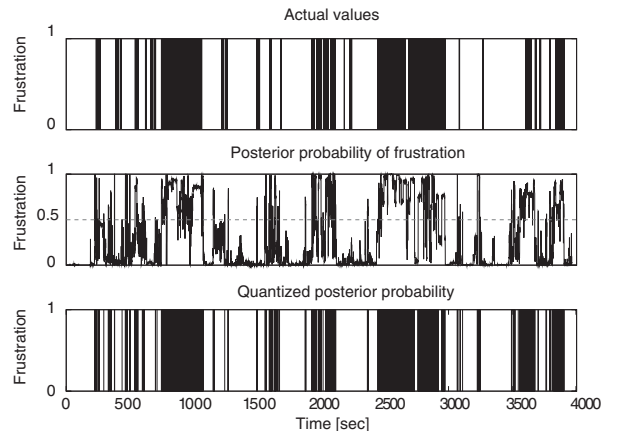 Actual values
1
Frustration
0
Posterior probability of frustration
1
Frustration
0.5
0
Quantized posterior probability
1
Frustration
0
0 500 1000 1500 2000 2500 3000 3500 4000
Time [sec]